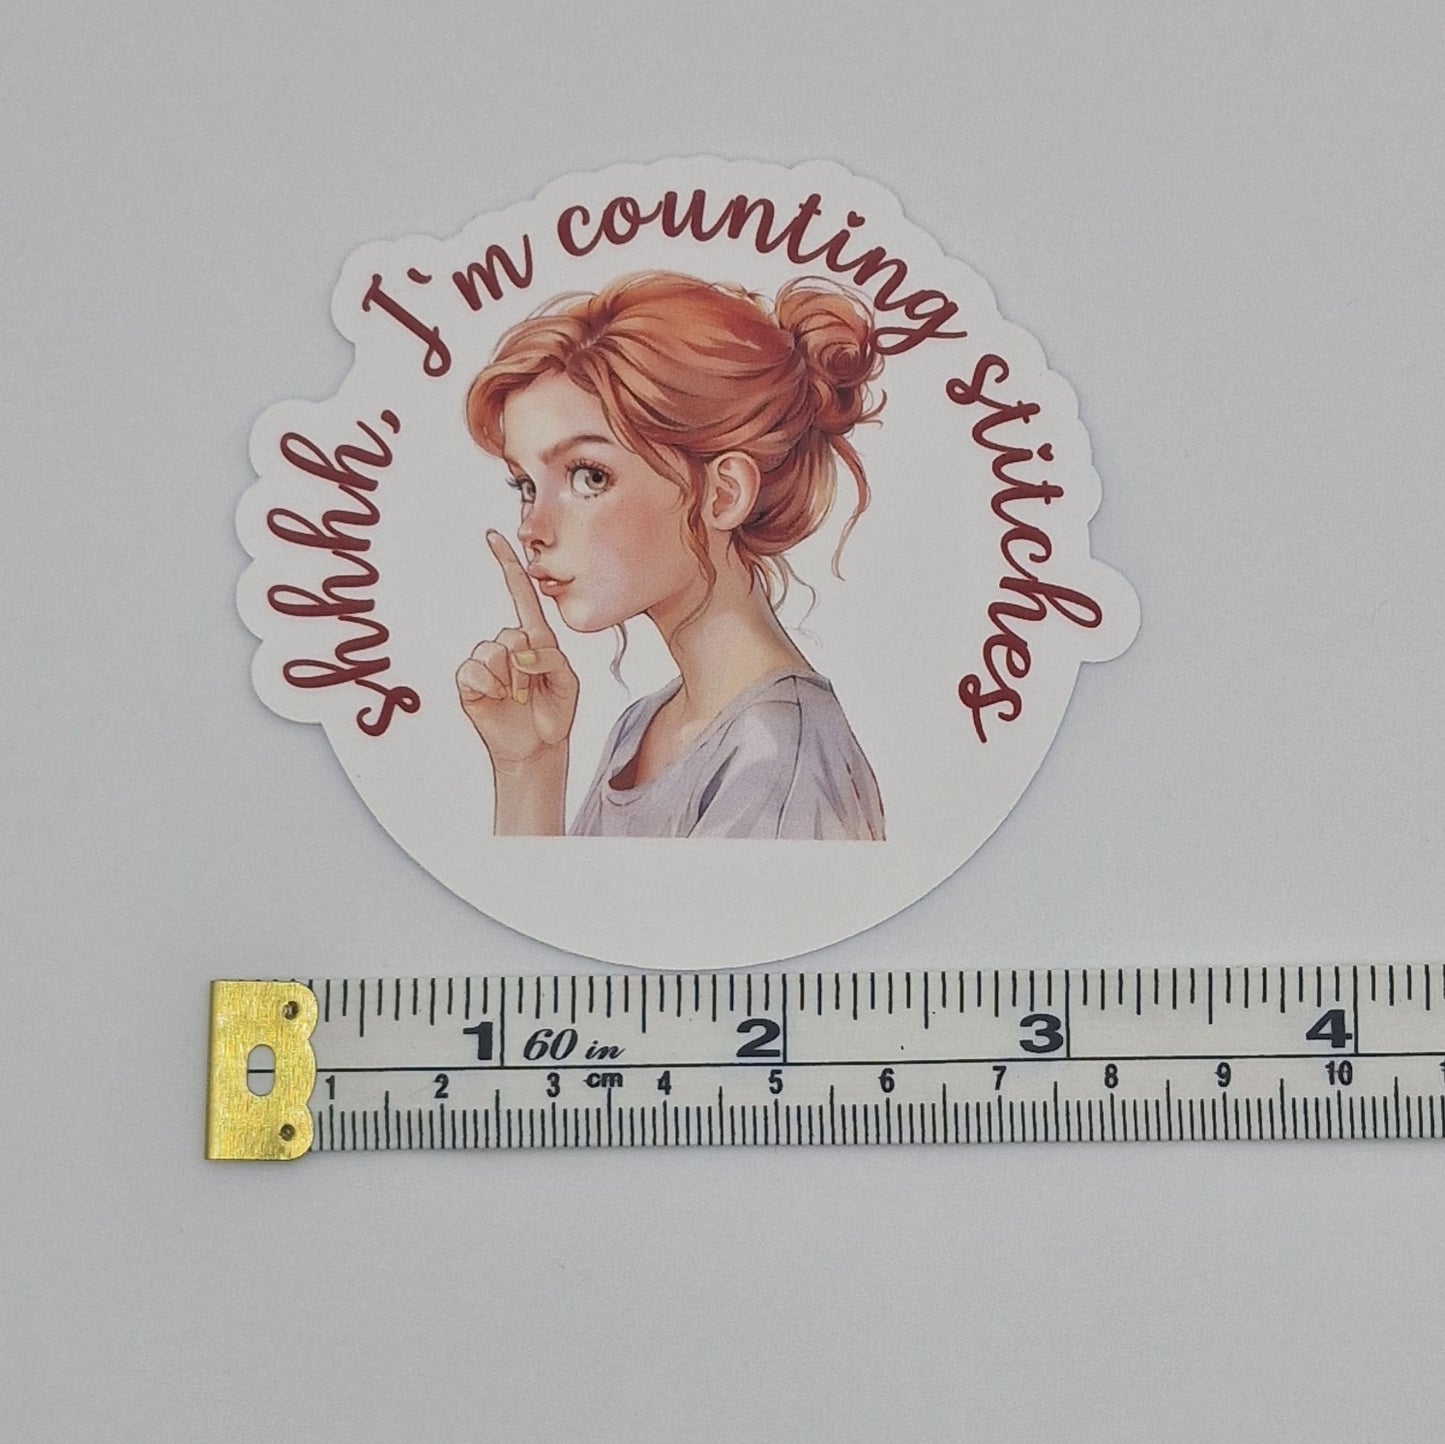 shhhh, I'm counting stitches
1 60 in 2 3 4
1 2 3 cm 4 5 6 7 8 9 10